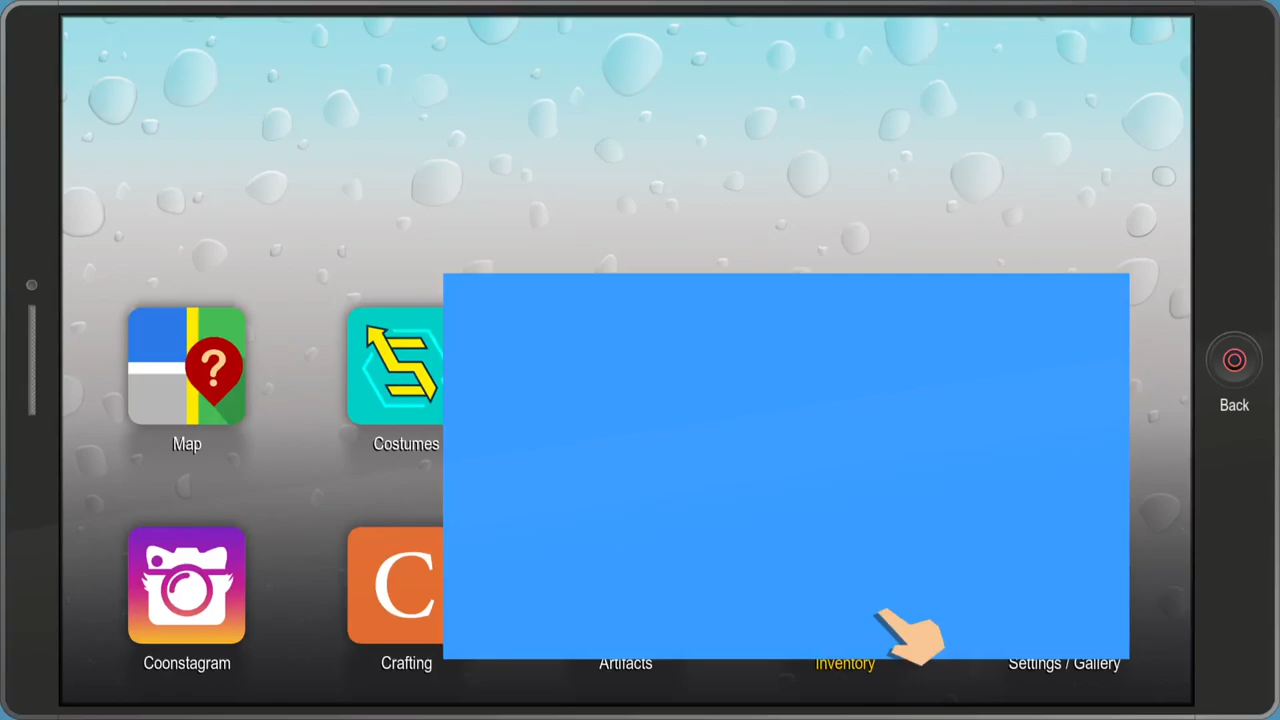 ?
Map
Costumes
Back
C
Coonstagram
Crafting
Artifacts
Inventory
Settings / Gallery